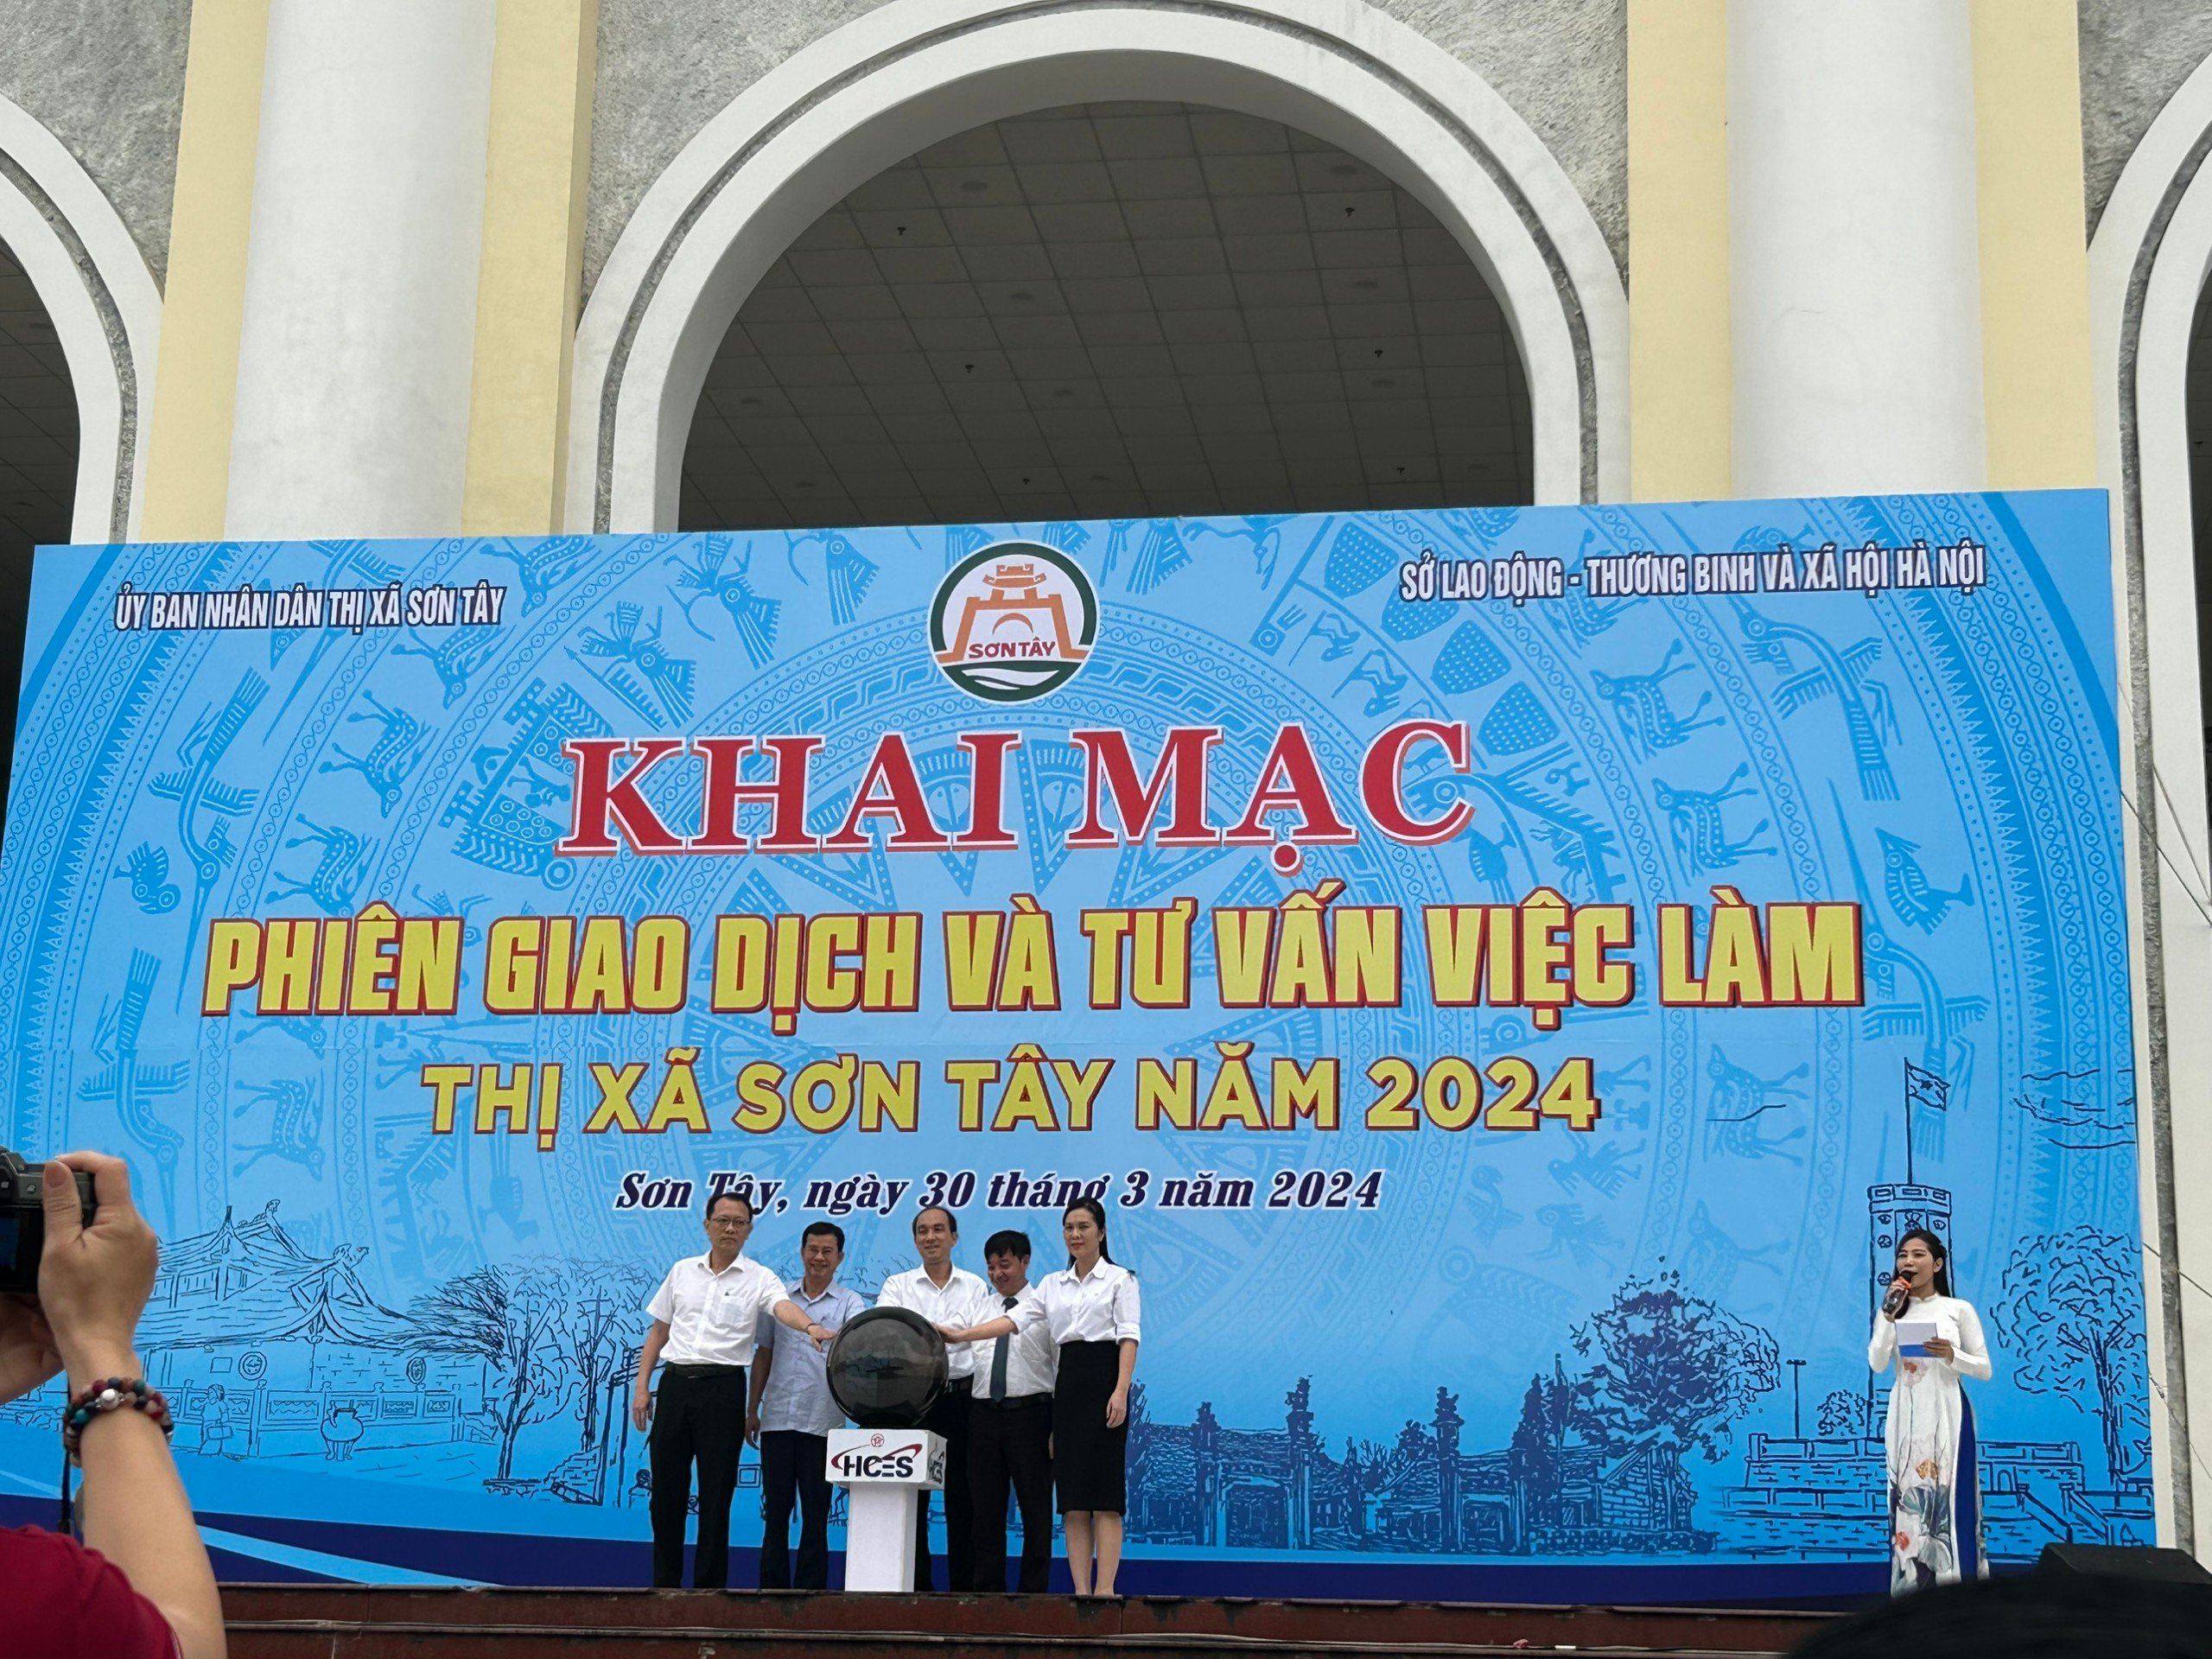 ỦY BAN NHÂN DÂN THỊ XÃ SƠN TÂY
SỞ LAO ĐỘNG - THƯƠNG BINH VÀ XÃ HỘI HÀ NỘI
SƠN TÂY
KHAI MẠC
PHIÊN GIAO DỊCH VÀ TƯ VẤN VIỆC LÀM
THỊ XÃ SƠN TÂY NĂM 2024
Sơn Tây, ngày 30 tháng 3 năm 2024
HCES